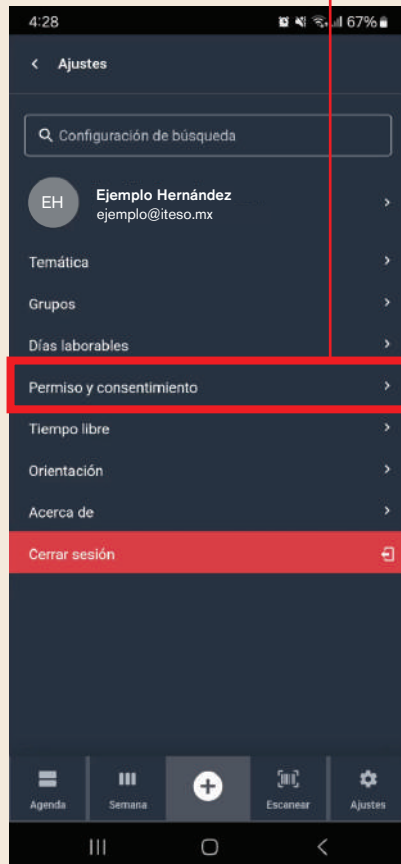 4:28 67%
Ajustes
Configuración de búsqueda
EH
Ejemplo Hernández
ejemplo@iteso.mx
Temática
Grupos
Días laborables
Permiso y consentimiento
Tiempo libre
Orientación
Acerca de
Cerrar sesión
Agenda Semana Escanear Ajustes